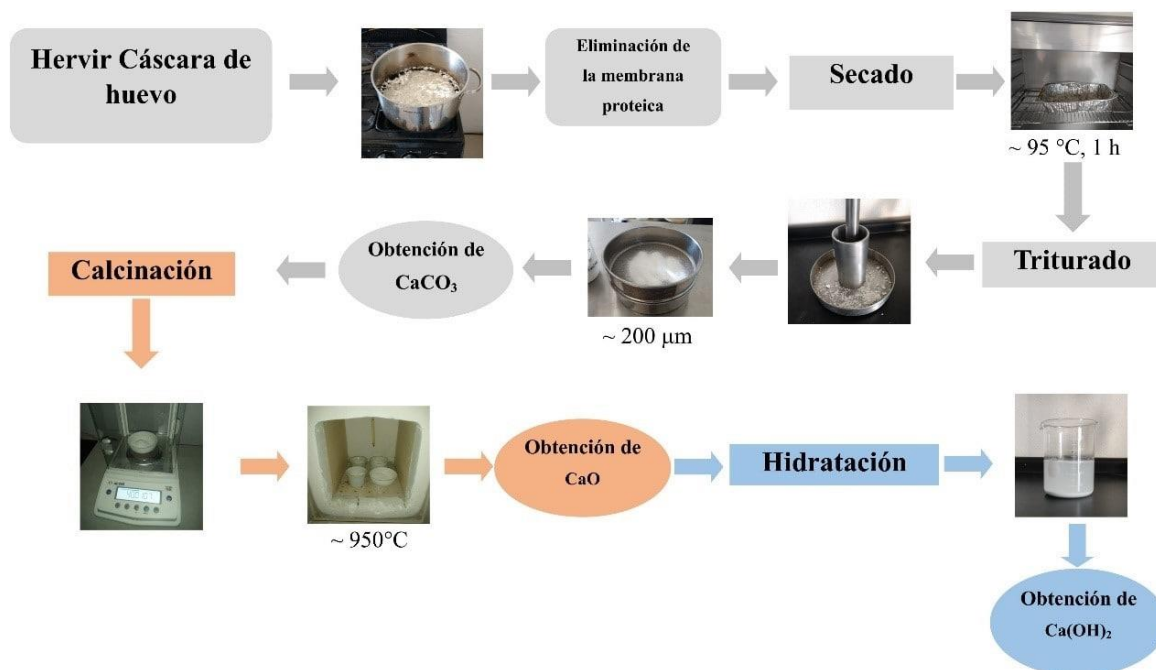 Hervir Cáscara de
huevo
Eliminación de
la membrana
proteica
Secado
~ 95 °C, 1 h
Triturado
~ 200 µm
Obtención de
CaCO₃
Calcinación
~ 950°C
Obtención de
CaO
Hidratación
Obtención de
Ca(OH)₂